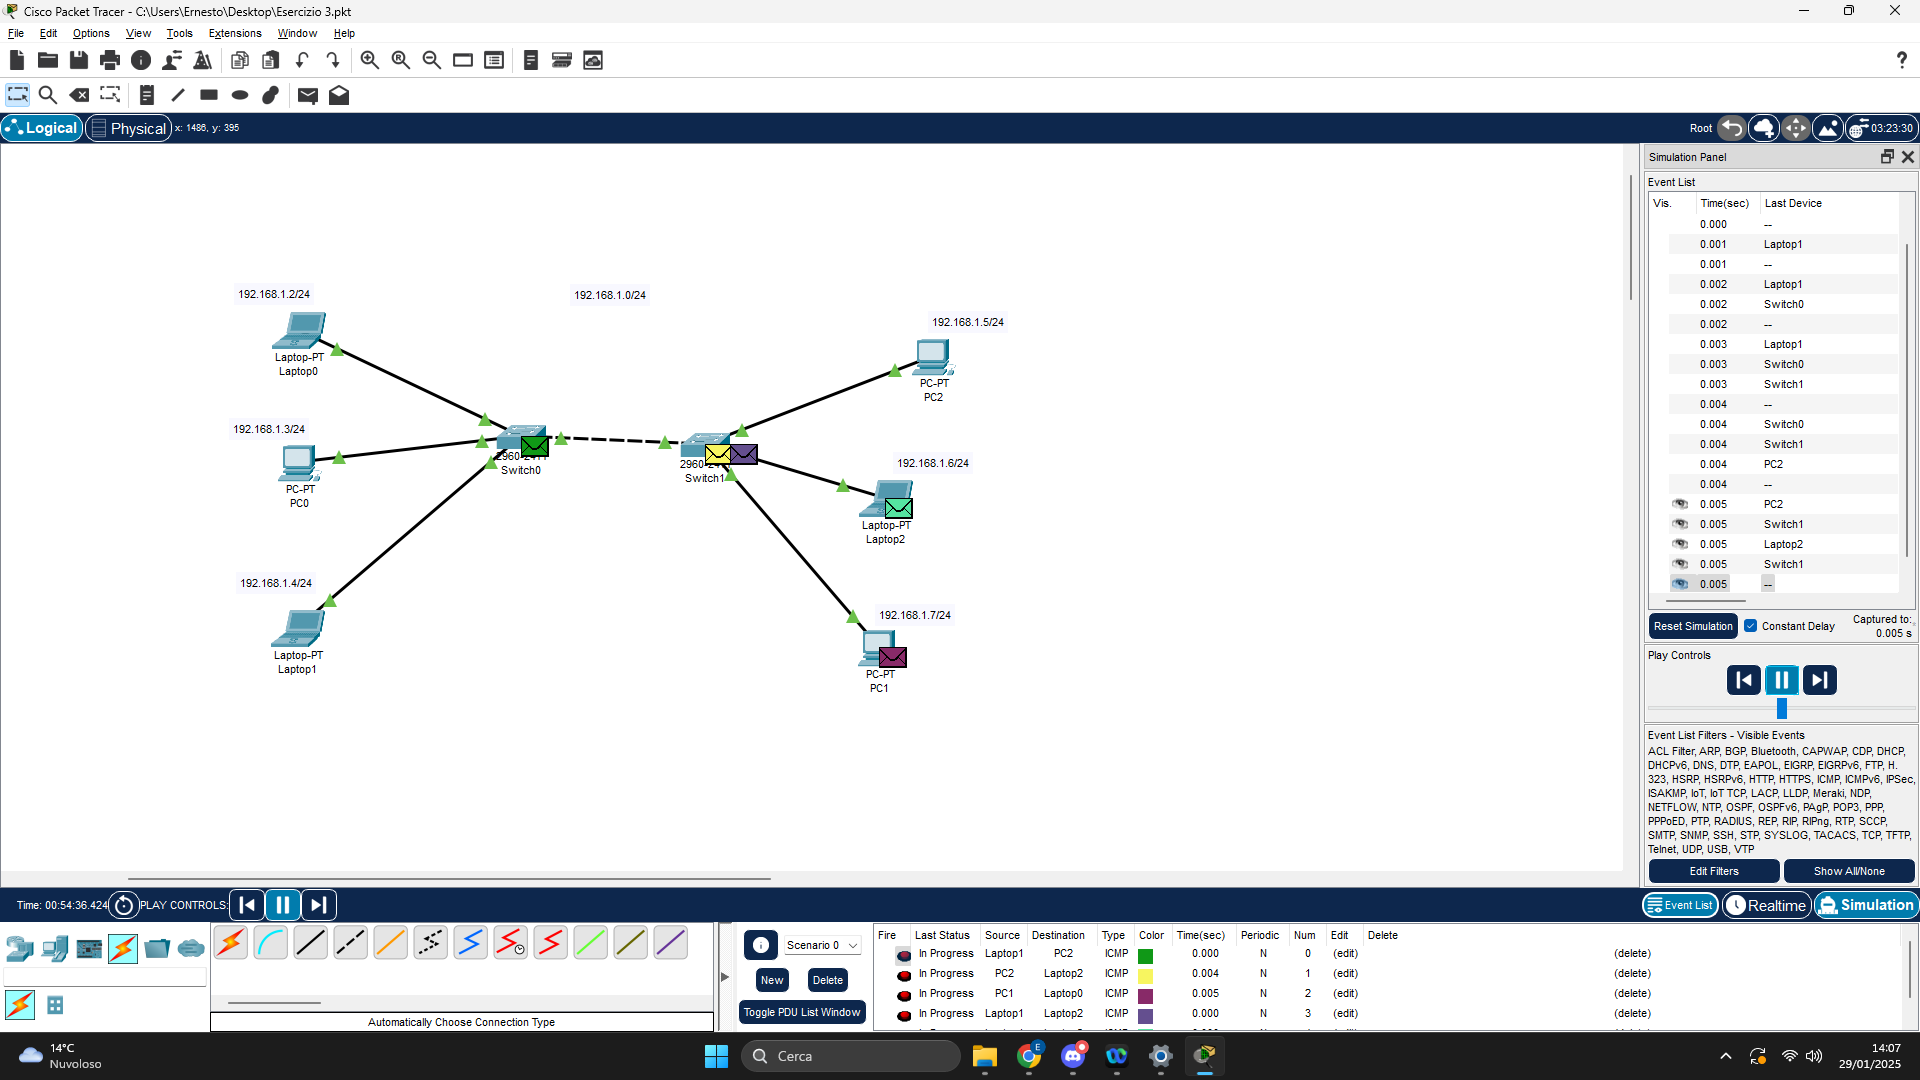 Cisco Packet Tracer - C:\Users\Ernesto\Desktop\Esercizio 3.pkt
File Edit Options View Tools Extensions Window Help
Logical Physical x: 1486, y: 395
Root 03:23:30
192.168.1.2/24
192.168.1.0/24
Laptop-PT
Laptop0
192.168.1.5/24
PC-PT
PC2
192.168.1.3/24
PC-PT
PC0
Switch0
Switch1
192.168.1.6/24
Laptop-PT
Laptop2
192.168.1.4/24
Laptop-PT
Laptop1
192.168.1.7/24
PC-PT
PC1
Simulation Panel
Event List
Vis. Time(sec) Last Device
0.000 --
0.001 Laptop1
0.001 --
0.002 Laptop1
0.002 Switch0
0.002 --
0.003 Laptop1
0.003 Switch0
0.003 Switch1
0.004 --
0.004 Switch0
0.004 Switch1
0.004 PC2
0.004 --
0.005 PC2
0.005 Switch1
0.005 Laptop2
0.005 Switch1
0.005 --
Reset Simulation Constant Delay Captured to:
0.005 s
Play Controls
Event List Filters - Visible Events
ACL Filter, ARP, BGP, Bluetooth, CAPWAP, CDP, DHCP,
DHCPv6, DNS, DTP, EAPOL, EIGRP, EIGRPv6, FTP, H.
323, HSRP, HSRPv6, HTTP, HTTPS, ICMP, ICMPv6, IPSec,
ISAKMP, IoT, IoT TCP, LACP, LLDP, Meraki, NDP,
NETFLOW, NTP, OSPF, OSPFv6, PAgP, POP3, PPP,
PPPoED, PTP, RADIUS, REP, RIP, RIPng, RTP, SCCP,
SMTP, SNMP, SSH, STP, SYSLOG, TACACS, TCP, TFTP,
Telnet, UDP, USB, VTP
Edit Filters Show All/None
Time: 00:54:36.424 PLAY CONTROLS:
Event List Realtime Simulation
Automatically Choose Connection Type
Scenario 0
New Delete
Toggle PDU List Window
Fire Last Status Source Destination Type Color Time(sec) Periodic Num Edit Delete
In Progress Laptop1 PC2 ICMP 0.000 N 0 (edit) (delete)
In Progress PC2 Laptop2 ICMP 0.004 N 1 (edit) (delete)
In Progress PC1 Laptop0 ICMP 0.005 N 2 (edit) (delete)
In Progress Laptop1 Laptop2 ICMP 0.000 N 3 (edit) (delete)
14°C
Nuvoloso
Cerca
E
14:07
29/01/2025